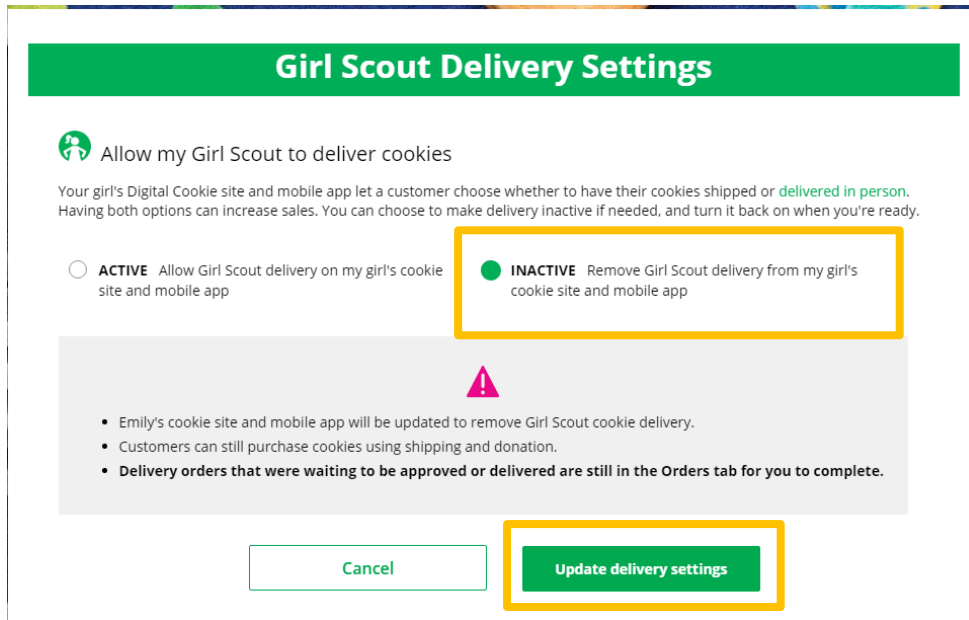 Girl Scout Delivery Settings
Allow my Girl Scout to deliver cookies
Your girl's Digital Cookie site and mobile app let a customer choose whether to have their cookies shipped or delivered in person.
Having both options can increase sales. You can choose to make delivery inactive if needed, and turn it back on when you're ready.
ACTIVE Allow Girl Scout delivery on my girl's cookie
site and mobile app
INACTIVE Remove Girl Scout delivery from my girl's
cookie site and mobile app
• Emily's cookie site and mobile app will be updated to remove Girl Scout cookie delivery.
• Customers can still purchase cookies using shipping and donation.
• Delivery orders that were waiting to be approved or delivered are still in the Orders tab for you to complete.
Cancel
Update delivery settings